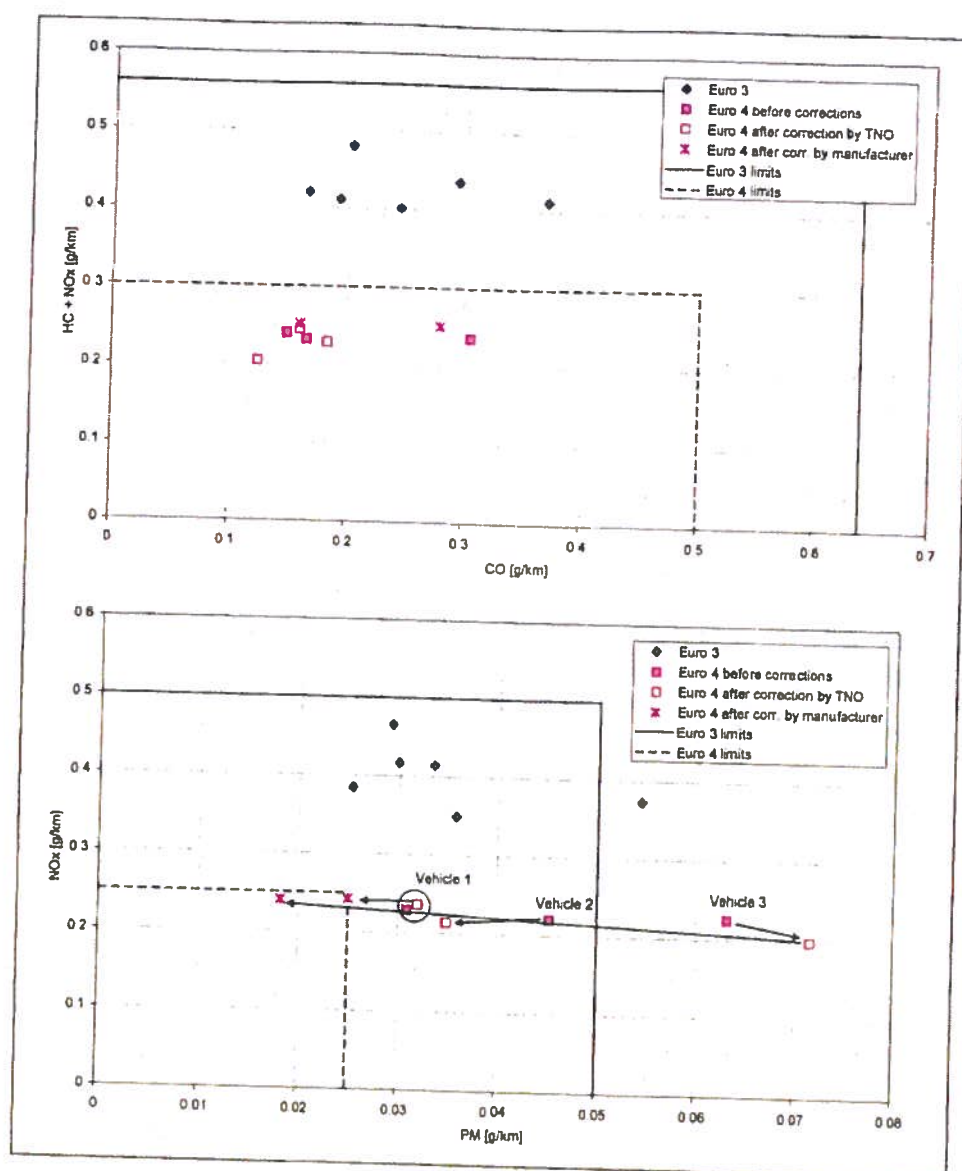 0.6
0.5
0.4
0.3
0.2
0.1
0
HC + NOx [g/km]
Euro 3
Euro 4 before corrections
Euro 4 after correction by TNO
Euro 4 after corr. by manufacturer
Euro 3 limits
Euro 4 limits
0 0.1 0.2 0.3 0.4 0.5 0.6 0.7
CO [g/km]
0.6
0.5
0.4
0.3
0.2
0.1
0
NOx [g/km]
Euro 3
Euro 4 before corrections
Euro 4 after correction by TNO
Euro 4 after corr. by manufacturer
Euro 3 limits
Euro 4 limits
Vehicle 1
Vehicle 2
Vehicle 3
0 0.01 0.02 0.03 0.04 0.05 0.06 0.07 0.08
PM [g/km]